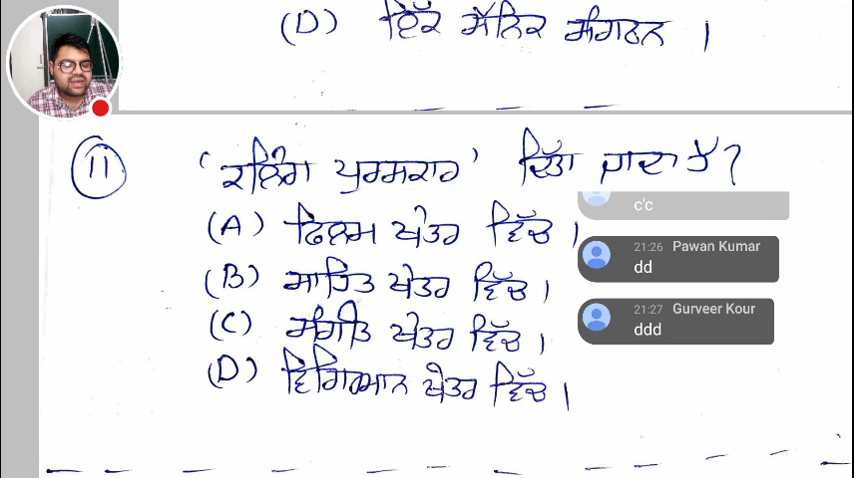 (D) ਇੱਕ ਸੈਨਿਕ ਸੰਗਠਨ ।
(11) 'ਕਲਿੰਗਾ ਪੁਰਸਕਾਰ' ਦਿੱਤਾ ਜਾਦਾ ਹੈ?
c'c
(A) ਫਿਲਮ ਖੇਤਰ ਵਿੱਚ ।
21:26 Pawan Kumar
dd
(B) ਸਾਹਿਤ ਖੇਤਰ ਵਿੱਚ ।
21:27 Gurveer Kour
ddd
(C) ਸੰਗੀਤ ਖੇਤਰ ਵਿੱਚ ।
(D) ਵਿਗਿਆਨ ਖੇਤਰ ਵਿੱਚ ।